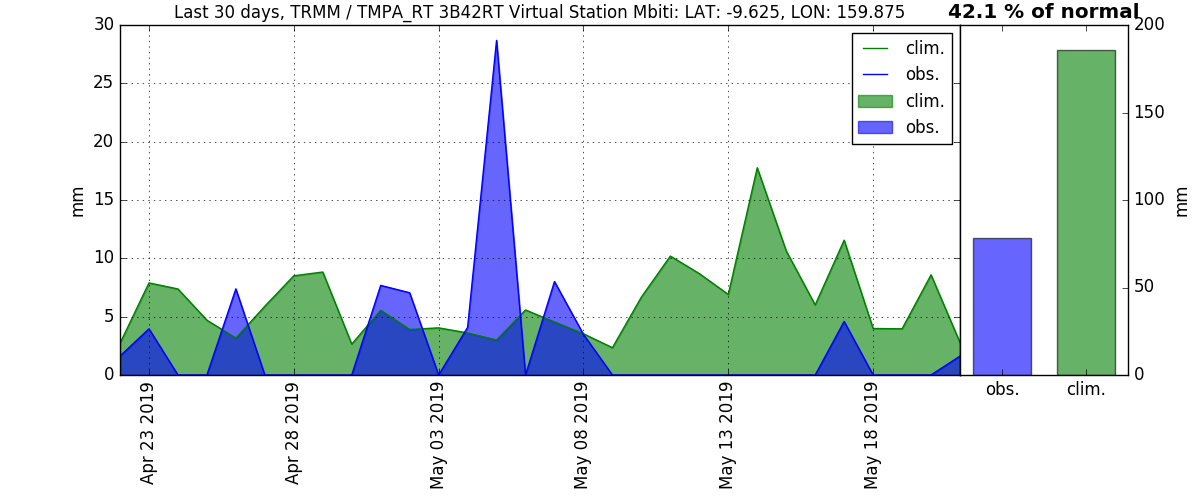 Last 30 days, TRMM / TMPA_RT 3B42RT Virtual Station Mbiti: LAT: -9.625, LON: 159.875
42.1 % of normal
30
25
20
15
10
5
0
mm
clim.
obs.
clim.
obs.
200
150
100
50
0
mm
Apr 23 2019
Apr 28 2019
May 03 2019
May 08 2019
May 13 2019
May 18 2019
obs.
clim.